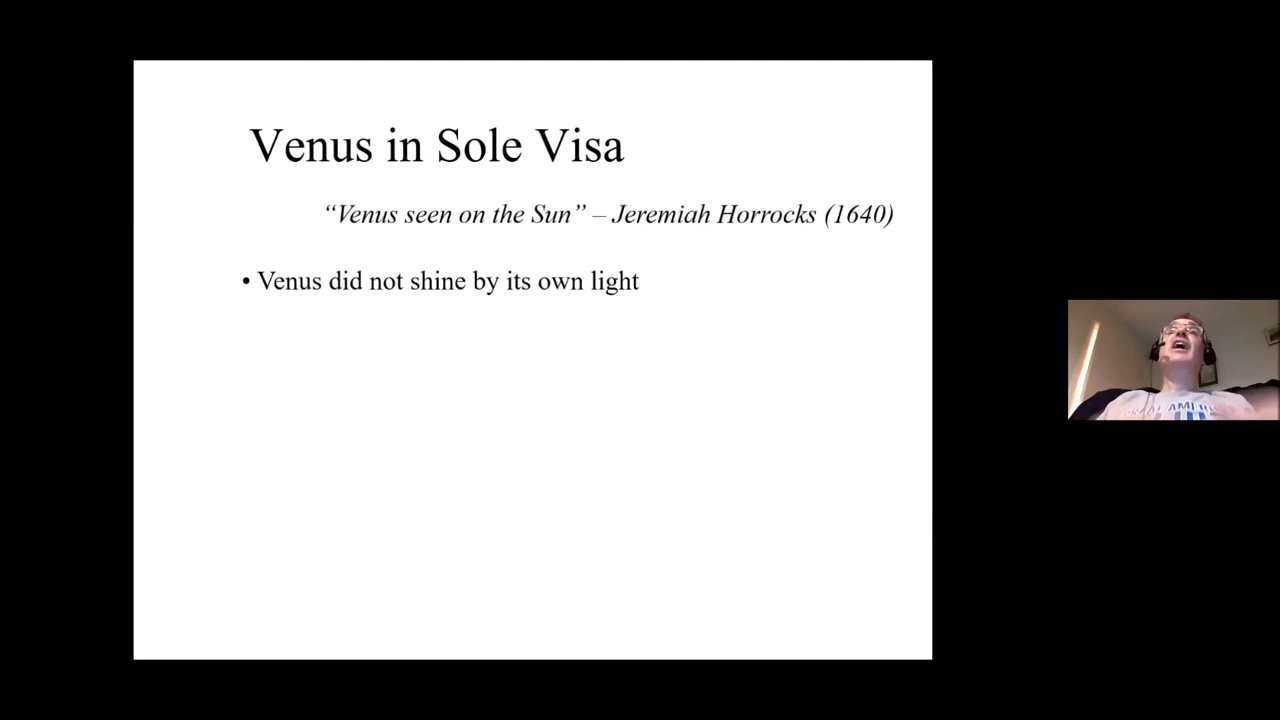 Venus in Sole Visa
“Venus seen on the Sun” – Jeremiah Horrocks (1640)
• Venus did not shine by its own light